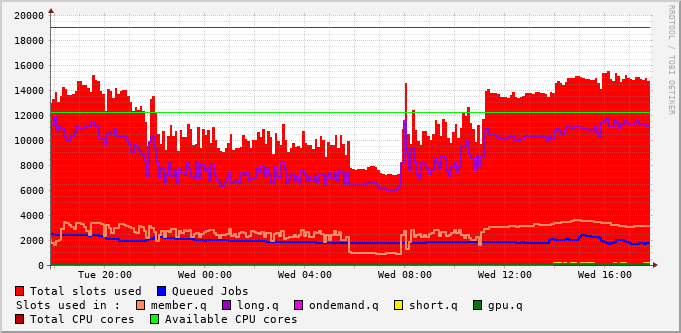 20000
18000
16000
14000
12000
10000
8000
6000
4000
2000
0
Tue 20:00 Wed 00:00 Wed 04:00 Wed 08:00 Wed 12:00 Wed 16:00
RRDTOOL / TOBI OETIKER
Total slots used Queued Jobs
Slots used in : member.q long.q ondemand.q short.q gpu.q
Total CPU cores Available CPU cores